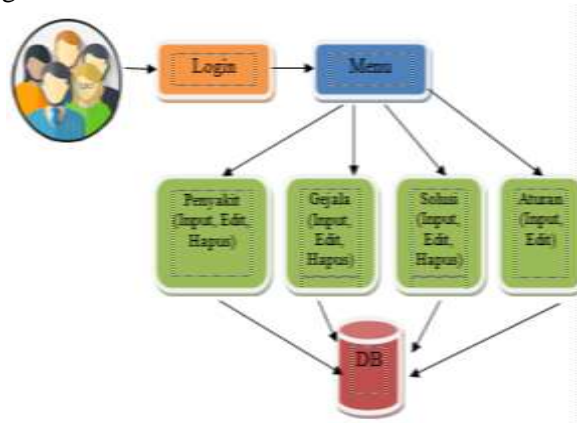 Login
Menu
Penyakit
(Input, Edit,
Hapus)
Gejala
(Input,
Edit,
Hapus)
Solusi
(Input,
Edit,
Hapus)
Aturan
(Input,
Edit)
DB